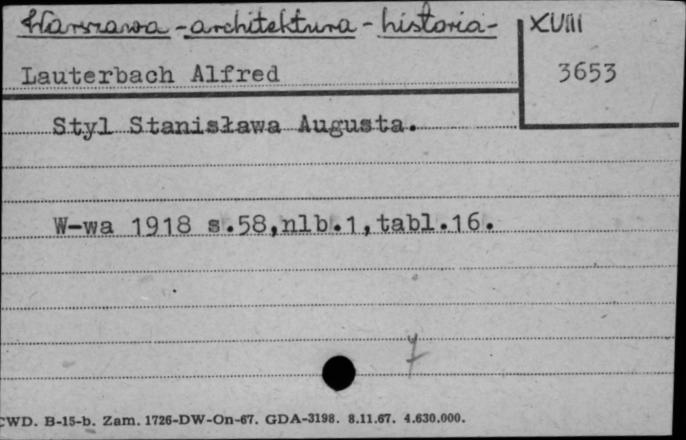 Warszawa - architektura - historia - XVIII
Lauterbach Alfred 3653
Styl Stanisława Augusta.
W-wa 1918 s.58,nlb.1,tabl.16.
CWD. B-15-b. Zam. 1726-DW-On-67. GDA-3198. 8.11.67. 4.630.000.